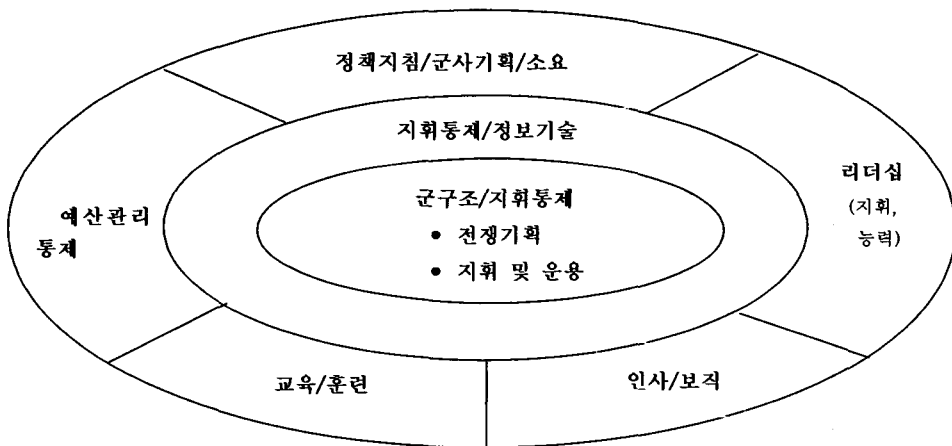 정책지침/군사기획/소요
지휘통제/정보기술
리더십
(지휘,
능력)
군구조/지휘통제
• 전쟁기획
• 지휘 및 운용
예산관리
통제
교육/훈련
인사/보직